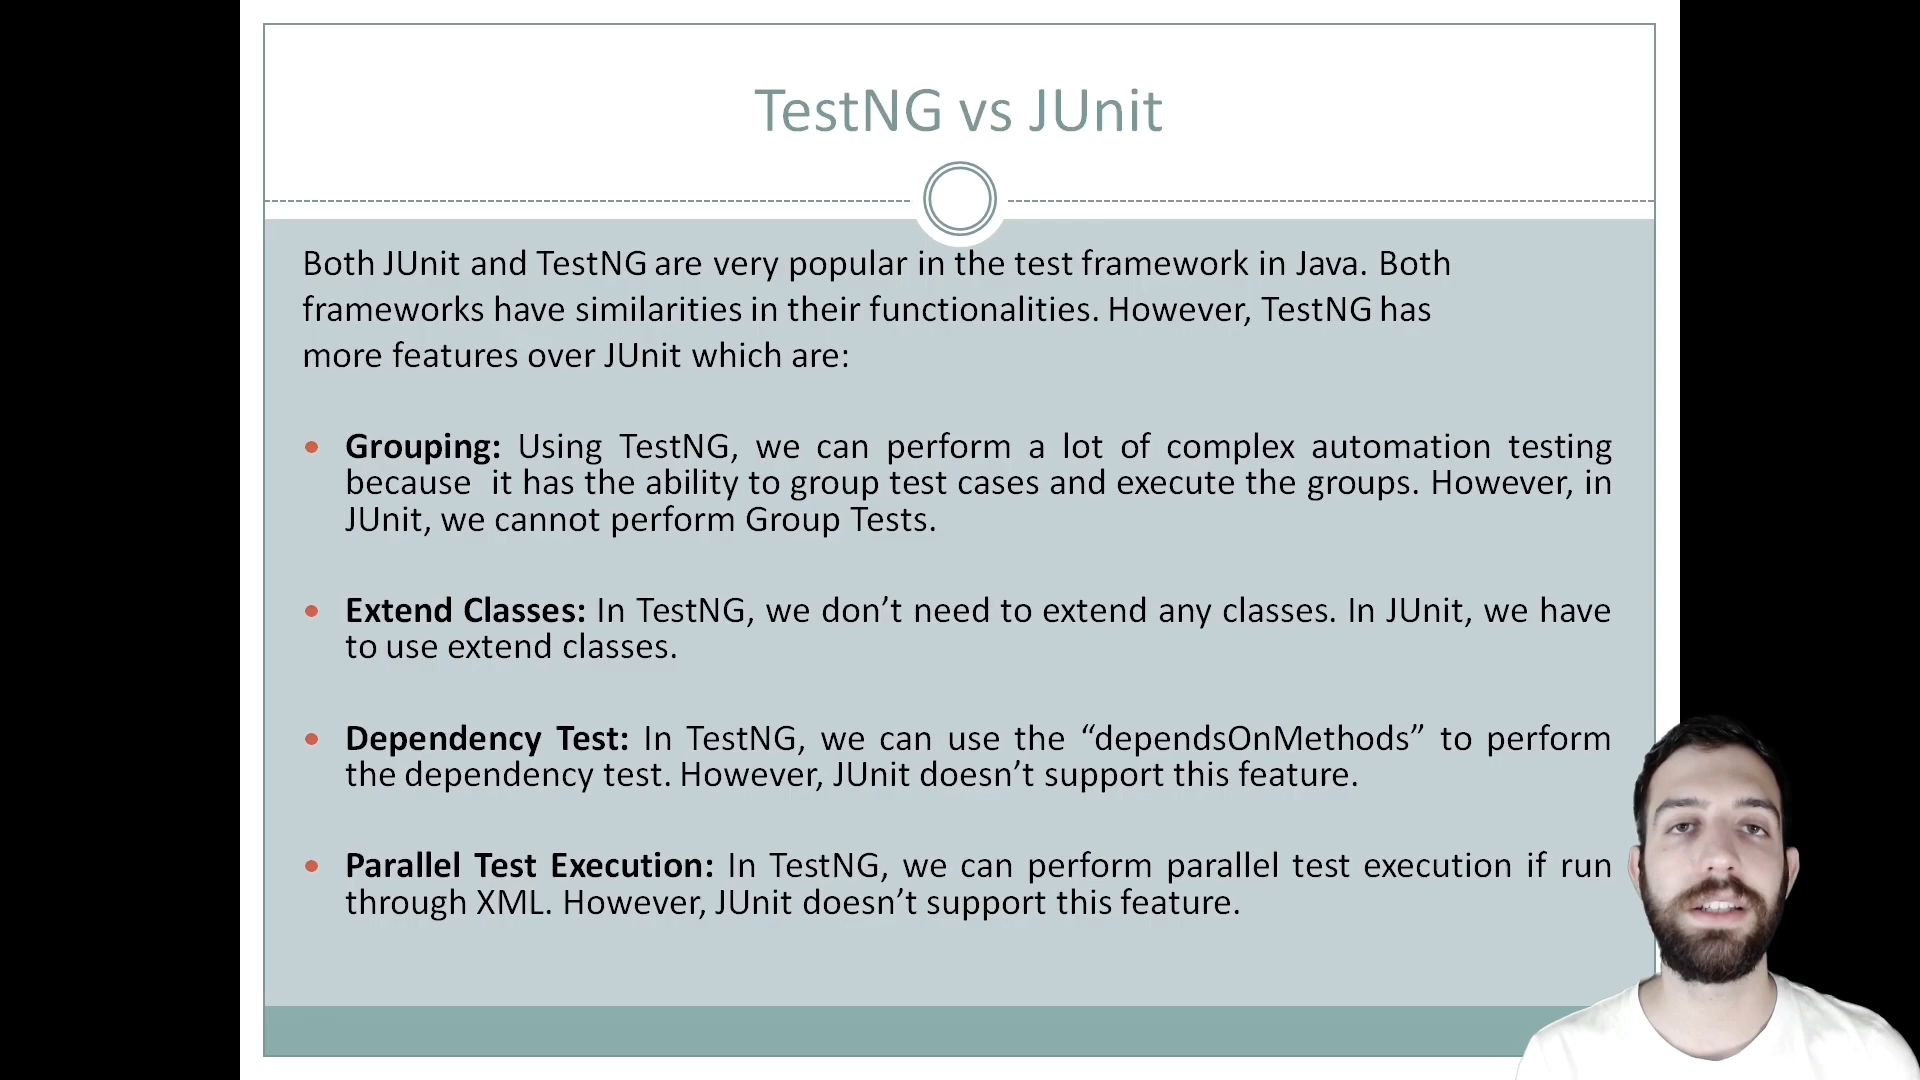 TestNG vs JUnit
Both JUnit and TestNG are very popular in the test framework in Java. Both
frameworks have similarities in their functionalities. However, TestNG has
more features over JUnit which are:
• Grouping: Using TestNG, we can perform a lot of complex automation testing
because it has the ability to group test cases and execute the groups. However, in
JUnit, we cannot perform Group Tests.
• Extend Classes: In TestNG, we don’t need to extend any classes. In JUnit, we have
to use extend classes.
• Dependency Test: In TestNG, we can use the “dependsOnMethods” to perform
the dependency test. However, JUnit doesn’t support this feature.
• Parallel Test Execution: In TestNG, we can perform parallel test execution if run
through XML. However, JUnit doesn’t support this feature.